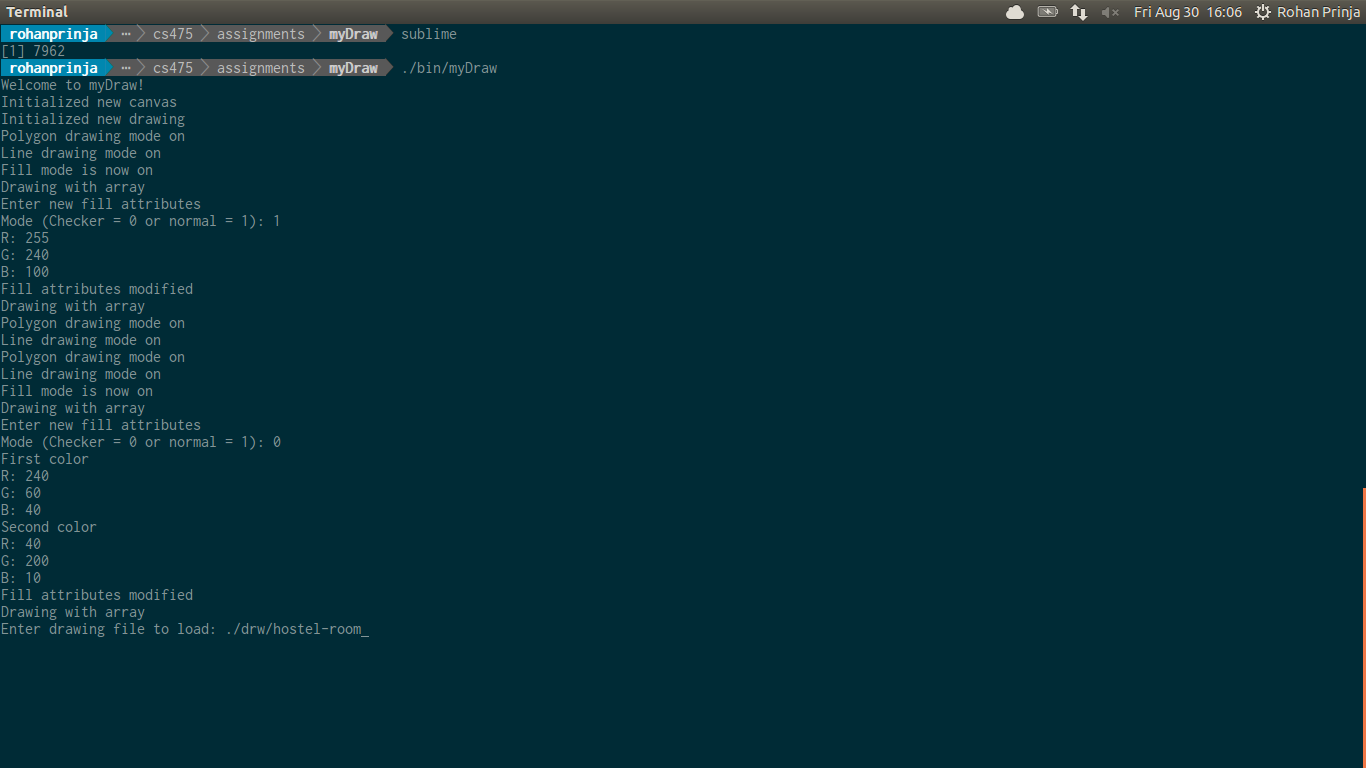 Terminal Fri Aug 30 16:06 Rohan Prinja
rohanprinja ⋯ cs475 assignments myDraw sublime
[1] 7962
rohanprinja ⋯ cs475 assignments myDraw ./bin/myDraw
Welcome to myDraw!
Initialized new canvas
Initialized new drawing
Polygon drawing mode on
Line drawing mode on
Fill mode is now on
Drawing with array
Enter new fill attributes
Mode (Checker = 0 or normal = 1): 1
R: 255
G: 240
B: 100
Fill attributes modified
Drawing with array
Polygon drawing mode on
Line drawing mode on
Polygon drawing mode on
Line drawing mode on
Fill mode is now on
Drawing with array
Enter new fill attributes
Mode (Checker = 0 or normal = 1): 0
First color
R: 240
G: 60
B: 40
Second color
R: 40
G: 200
B: 10
Fill attributes modified
Drawing with array
Enter drawing file to load: ./drw/hostel-room_